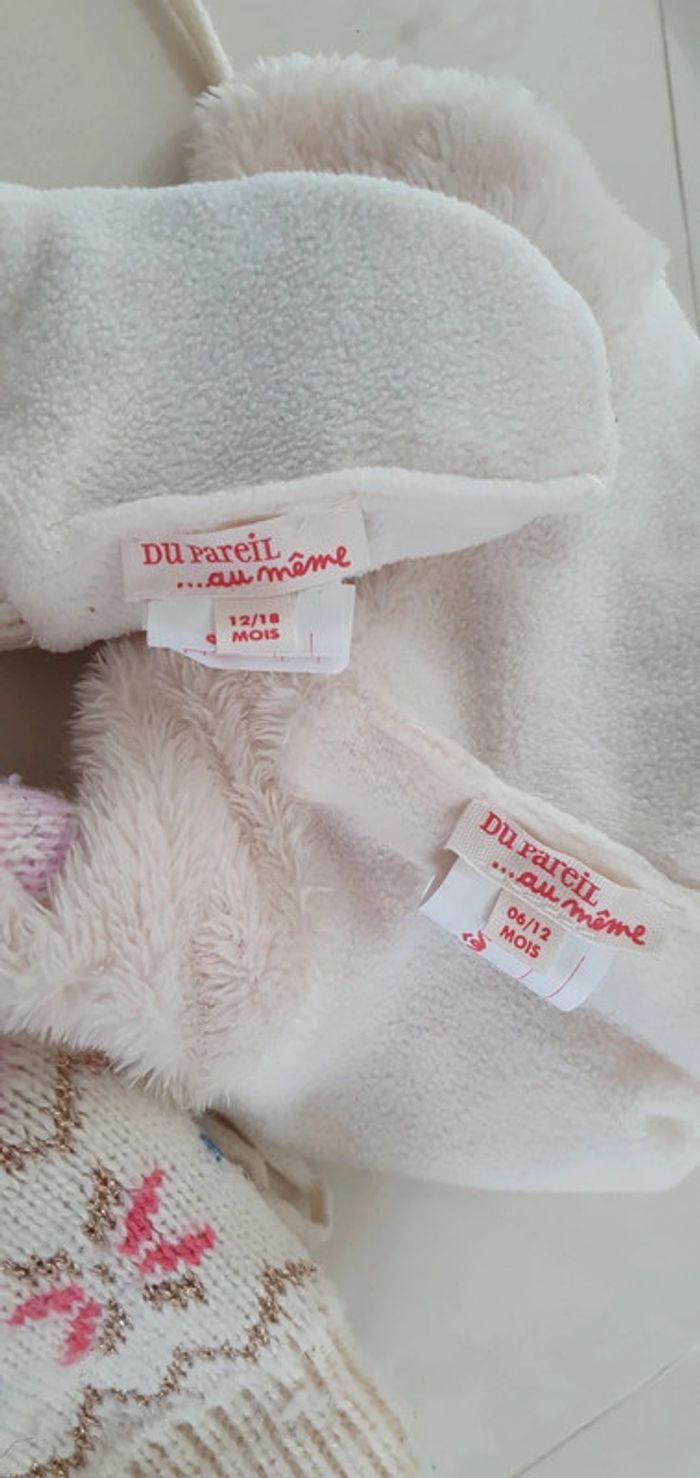 DU PAREIL
...au même
12/18
MOIS
DU PAREIL
...au même
06/12
MOIS